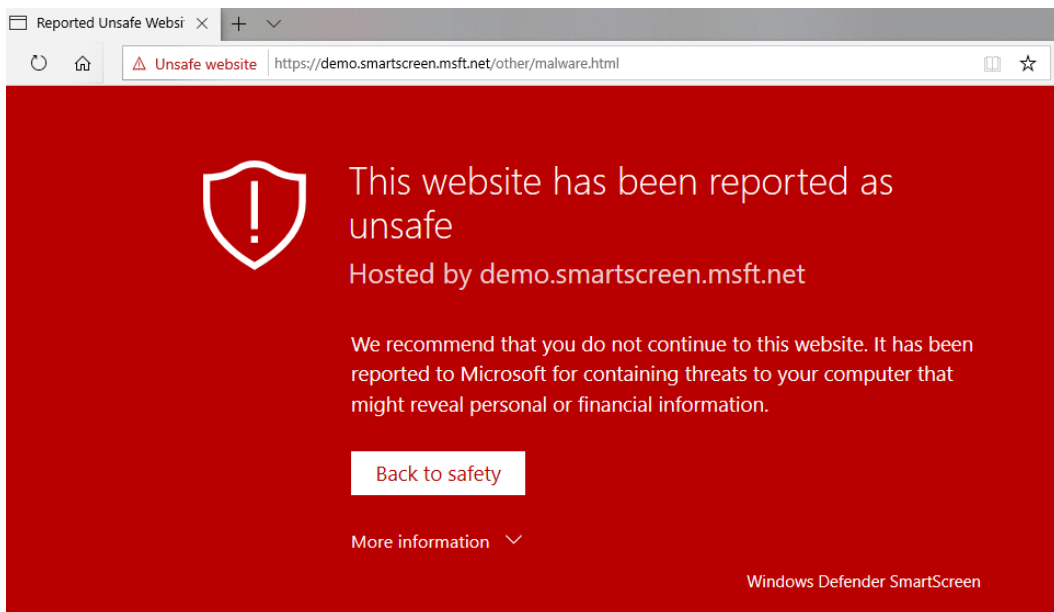 Reported Unsafe Websi
Unsafe website https://demo.smartscreen.msft.net/other/malware.html
This website has been reported as
unsafe
Hosted by demo.smartscreen.msft.net
We recommend that you do not continue to this website. It has been
reported to Microsoft for containing threats to your computer that
might reveal personal or financial information.
Back to safety
More information
Windows Defender SmartScreen